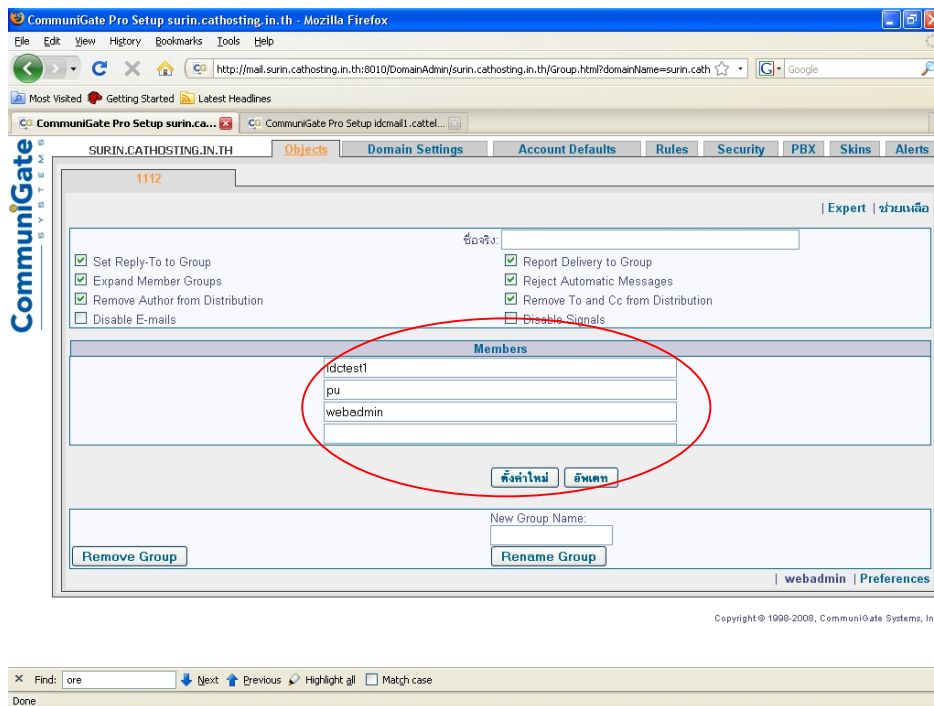 CommuniGate Pro Setup surin.cathosting.in.th - Mozilla Firefox
File Edit View History Bookmarks Tools Help
http://mail.surin.cathosting.in.th:8010/DomainAdmin/surin.cathosting.in.th/Group.html?domainName=surin.cath
Google
Most Visited Getting Started Latest Headlines
CommuniGate Pro Setup surin.ca... CommuniGate Pro Setup idcmail1.cattel...
CommuniGate
SYSTEMS
SURIN.CATHOSTING.IN.TH Objects Domain Settings Account Defaults Rules Security PBX Skins Alerts
1112
| Expert | ช่วยเหลือ
ชื่อจริง:
Set Reply-To to Group Report Delivery to Group
Expand Member Groups Reject Automatic Messages
Remove Author from Distribution Remove To and Cc from Distribution
Disable E-mails Disable Signals
Members
idctest1
pu
webadmin
ตั้งค่าใหม่ อัพเดท
New Group Name:
Remove Group Rename Group
| webadmin | Preferences
Copyright © 1998-2008, CommuniGate Systems, In
× Find: ore Next Previous Highlight all Match case
Done